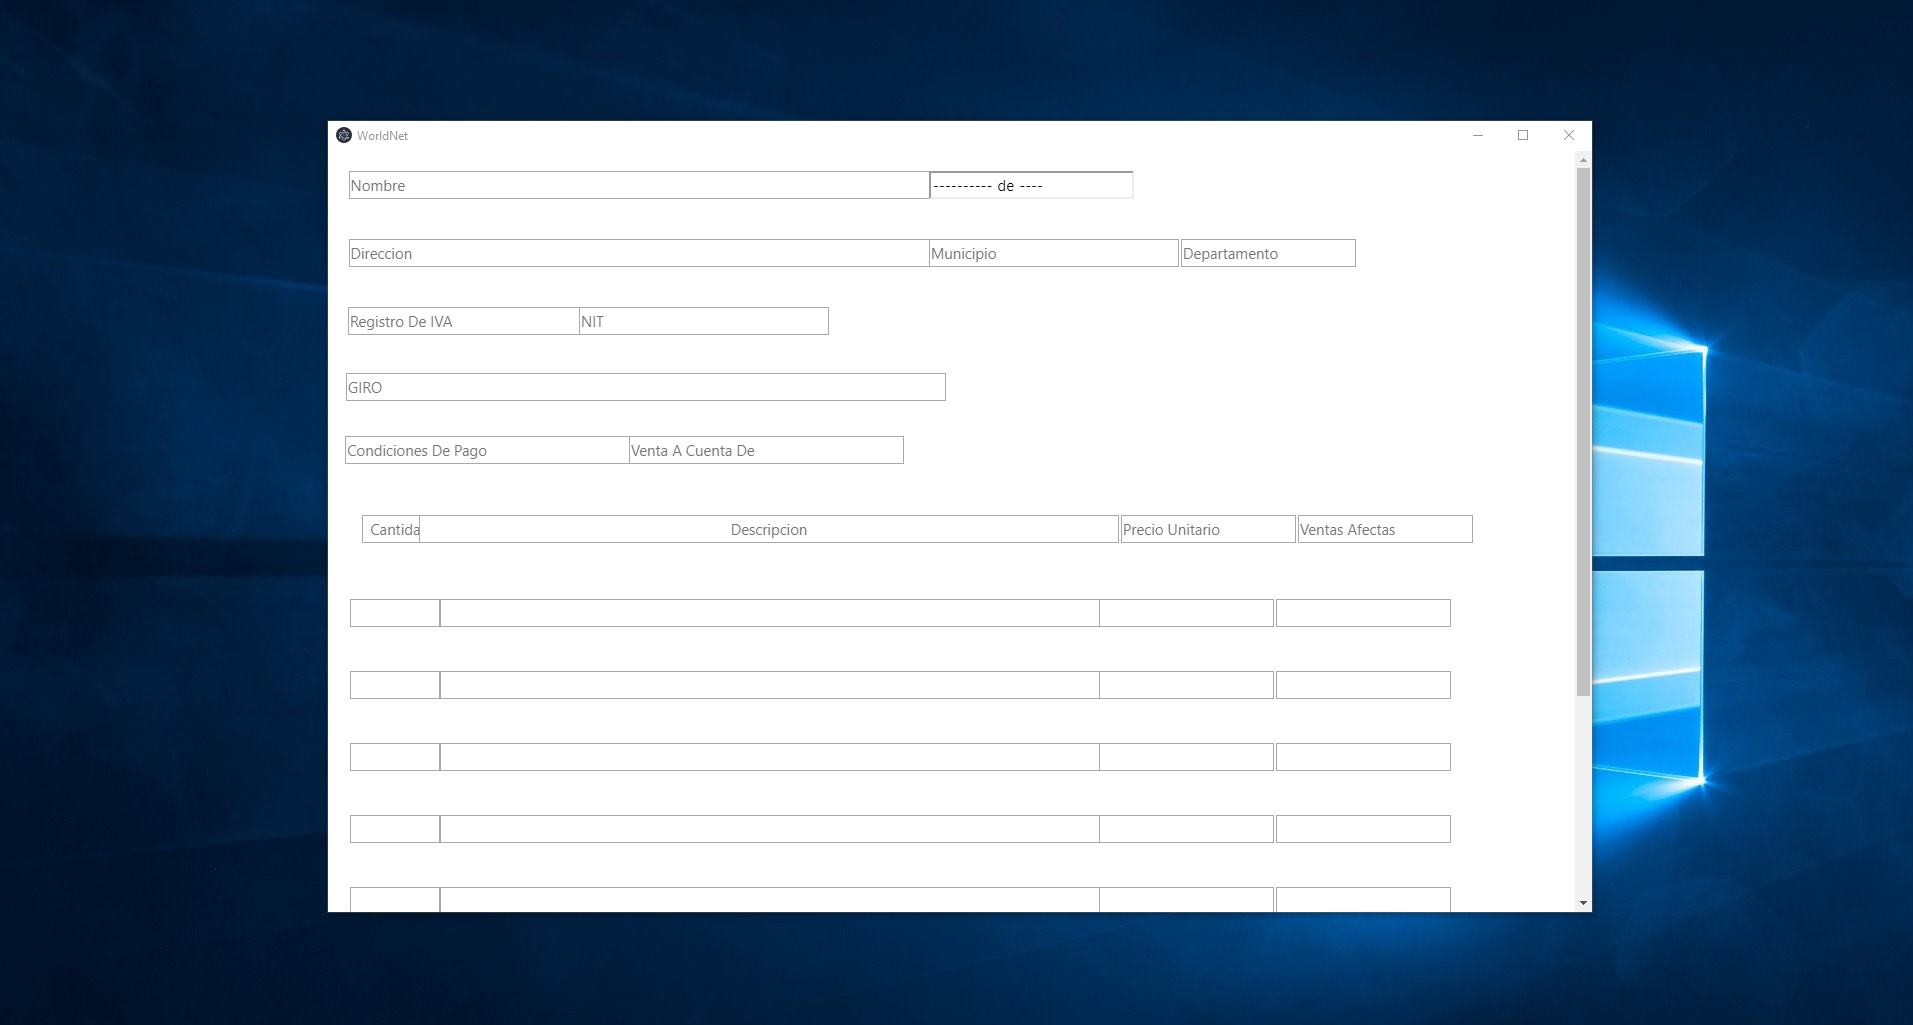 WorldNet
Nombre ---------- de ----
Direccion Municipio Departamento
Registro De IVA NIT
GIRO
Condiciones De Pago Venta A Cuenta De
Cantida Descripcion Precio Unitario Ventas Afectas